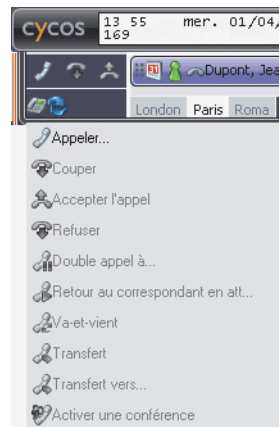 cycos
13 55 mer. 01/04/
169
Dupont, Jea
London Paris Roma
Appeler...
Couper
Accepter l'appel
Refuser
Double appel à...
Retour au correspondant en att...
Va-et-vient
Transfert
Transfert vers...
Activer une conférence